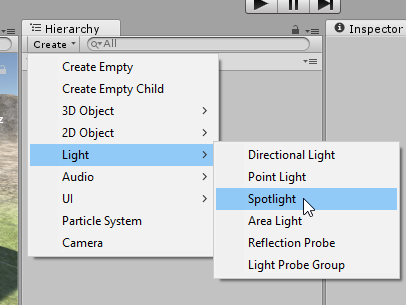 Hierarchy
Inspector
Create
All
z
Create Empty
Create Empty Child
3D Object
2D Object
Light
Audio
UI
Particle System
Camera
Directional Light
Point Light
Spotlight
Area Light
Reflection Probe
Light Probe Group